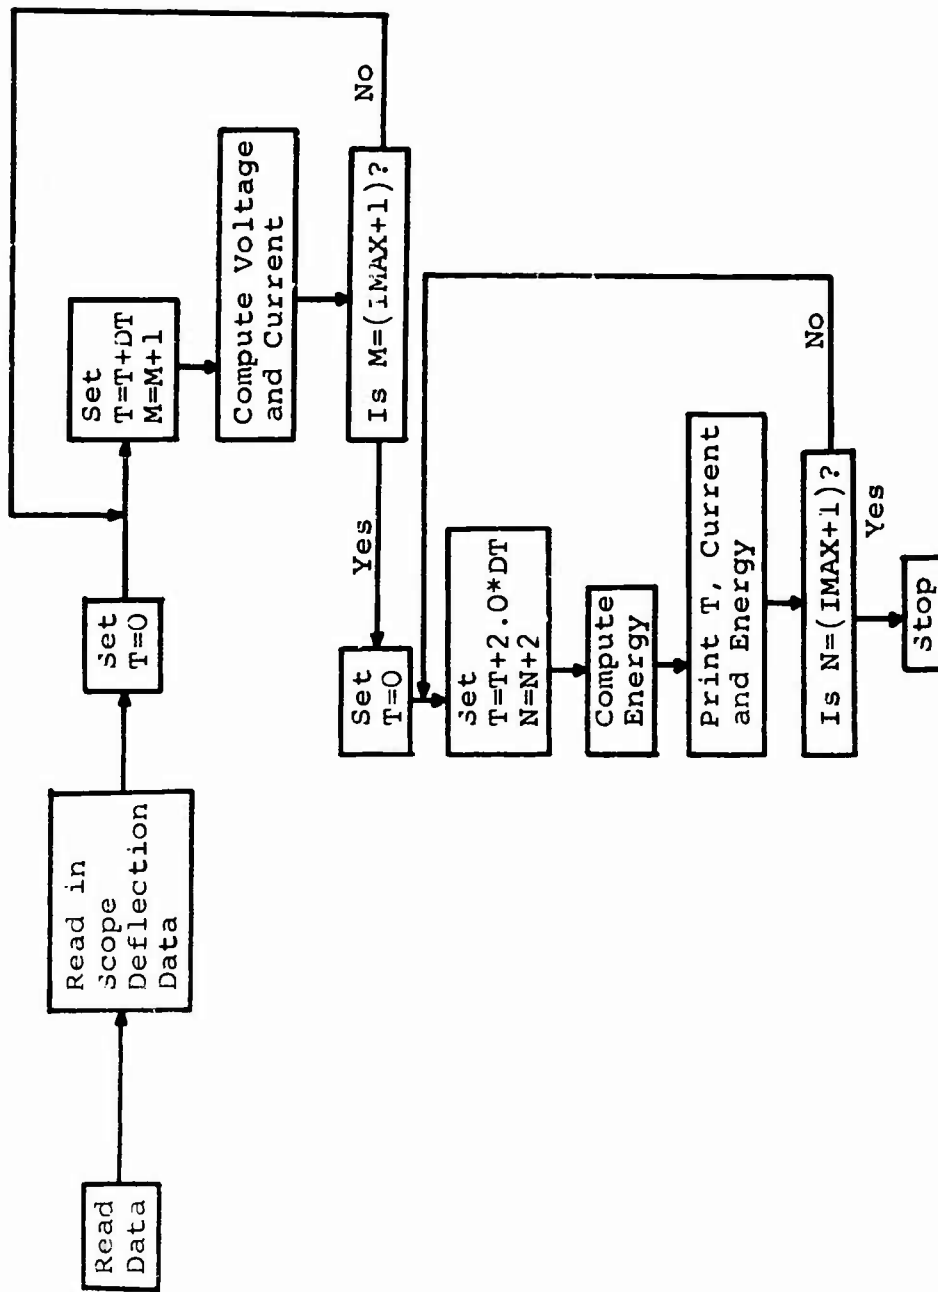 Read
Data
Read in
Scope
Deflection
Data
Set
T=0
Set
T=T+DT
M=M+1
Compute Voltage
and Current
Is M=(IMAX+1)?
No
Yes
Set
T=0
Set
T=T+2.0*DT
N=N+2
Compute
Energy
Print T, Current
and Energy
Is N=(IMAX+1)?
No
Yes
Stop